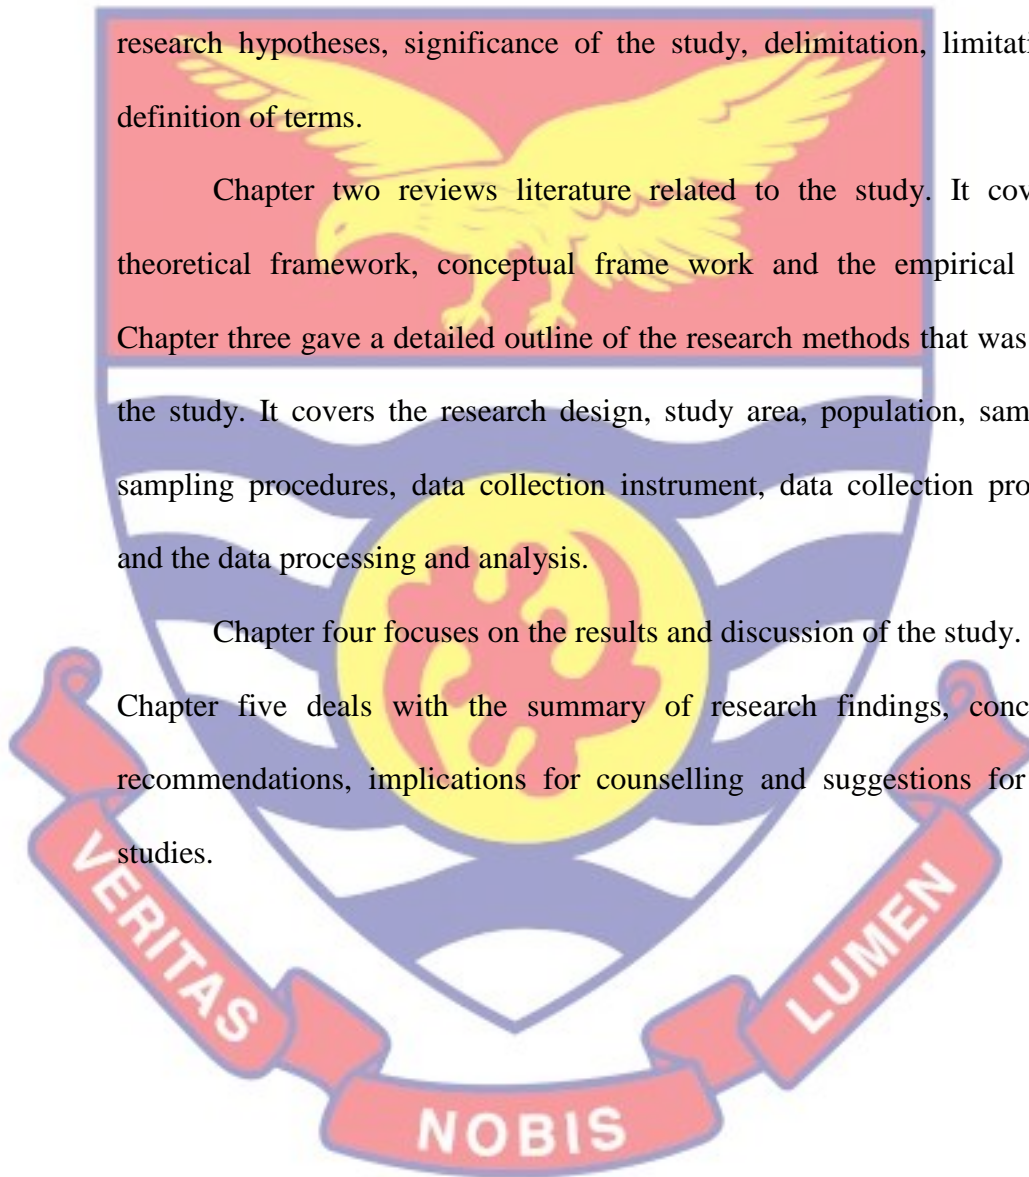 research hypotheses, significance of the study, delimitation, limitati
definition of terms.
Chapter two reviews literature related to the study. It cov
theoretical framework, conceptual frame work and the empirical
Chapter three gave a detailed outline of the research methods that was
the study. It covers the research design, study area, population, sam
sampling procedures, data collection instrument, data collection pro
and the data processing and analysis.
Chapter four focuses on the results and discussion of the study.
Chapter five deals with the summary of research findings, conc
recommendations, implications for counselling and suggestions for
studies.
VERITAS
NOBIS
LUMEN